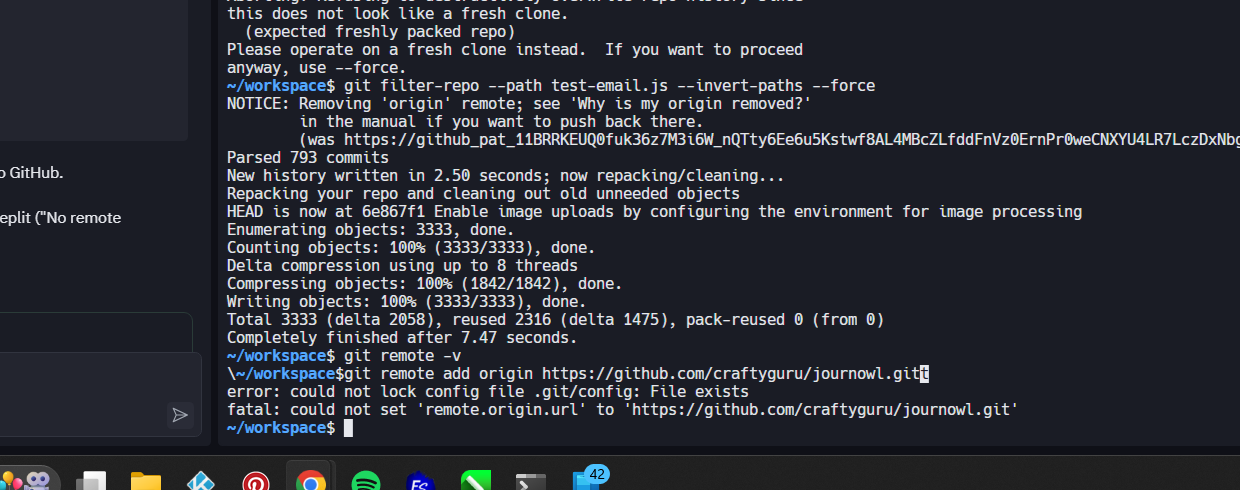 this does not look like a fresh clone.
(expected freshly packed repo)
Please operate on a fresh clone instead.  If you want to proceed
anyway, use --force.
~/workspace$ git filter-repo --path test-email.js --invert-paths --force
NOTICE: Removing 'origin' remote; see 'Why is my origin removed?'
in the manual if you want to push back there.
(was https://github_pat_11BRRKEUQ0fuk36z7M3i6W_nQTty6Ee6u5Kstwf8AL4MBcZLfddFnVz0ErnPr0weCNXYU4LR7LczDxNbg
Parsed 793 commits
New history written in 2.50 seconds; now repacking/cleaning...
Repacking your repo and cleaning out old unneeded objects
HEAD is now at 6e867f1 Enable image uploads by configuring the environment for image processing
Enumerating objects: 3333, done.
Counting objects: 100% (3333/3333), done.
Delta compression using up to 8 threads
Compressing objects: 100% (1842/1842), done.
Writing objects: 100% (3333/3333), done.
Total 3333 (delta 2058), reused 2316 (delta 1475), pack-reused 0 (from 0)
Completely finished after 7.47 seconds.
~/workspace$ git remote -v
\~/workspace$git remote add origin https://github.com/craftyguru/journowl.gitt
error: could not lock config file .git/config: File exists
fatal: could not set 'remote.origin.url' to 'https://github.com/craftyguru/journowl.git'
~/workspace$
o GitHub.
eplit ("No remote
42